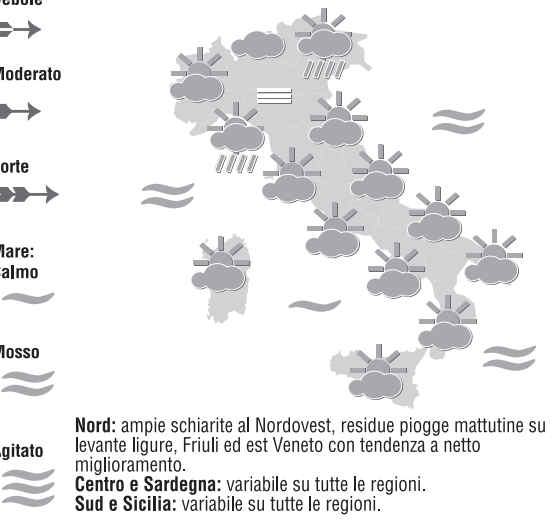 Moderato
Mare:
Calmo
Mosso
Agitato
Nord: ampie schiarite al Nordovest, residue piogge mattutine su
levante ligure, Friuli ed est Veneto con tendenza a netto
miglioramento.
Centro e Sardegna: variabile su tutte le regioni.
Sud e Sicilia: variabile su tutte le regioni.